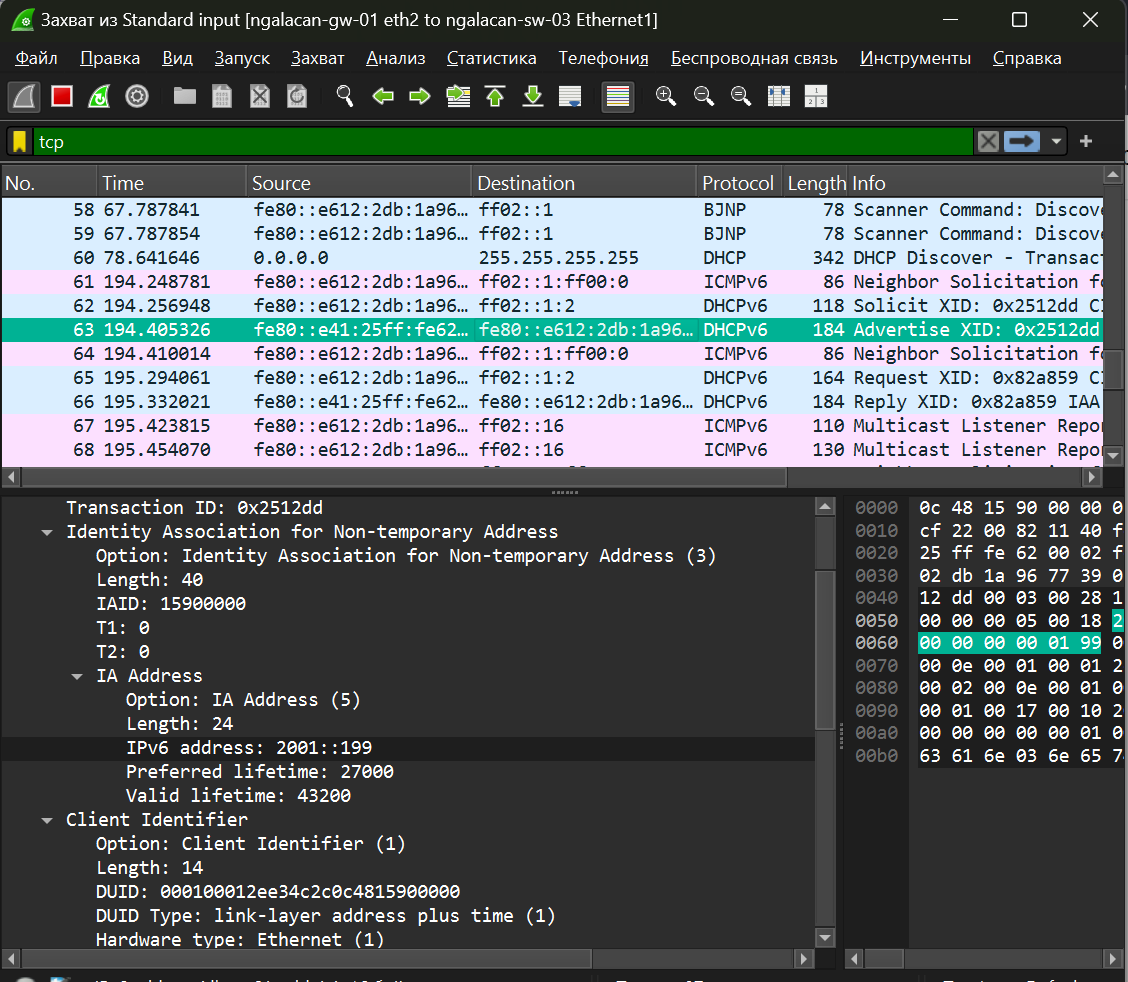 Захват из Standard input [ngalacan-gw-01 eth2 to ngalacan-sw-03 Ethernet1]
Файл Правка Вид Запуск Захват Анализ Статистика Телефония Беспроводная связь Инструменты Справка
tcp
No. Time Source Destination Protocol Length Info
58 67.787841 fe80::e612:2db:1a96… ff02::1 BJNP 78 Scanner Command: Discove
59 67.787854 fe80::e612:2db:1a96… ff02::1 BJNP 78 Scanner Command: Discove
60 78.641646 0.0.0.0 255.255.255.255 DHCP 342 DHCP Discover - Transact
61 194.248781 fe80::e612:2db:1a96… ff02::1:ff00:0 ICMPv6 86 Neighbor Solicitation fo
62 194.256948 fe80::e612:2db:1a96… ff02::1:2 DHCPv6 118 Solicit XID: 0x2512dd C
63 194.405326 fe80::e41:25ff:fe62… fe80::e612:2db:1a96… DHCPv6 184 Advertise XID: 0x2512dd
64 194.410014 fe80::e612:2db:1a96… ff02::1:ff00:0 ICMPv6 86 Neighbor Solicitation fo
65 195.294061 fe80::e612:2db:1a96… ff02::1:2 DHCPv6 164 Request XID: 0x82a859 C
66 195.332021 fe80::e41:25ff:fe62… fe80::e612:2db:1a96… DHCPv6 184 Reply XID: 0x82a859 IAA
67 195.423815 fe80::e612:2db:1a96… ff02::16 ICMPv6 110 Multicast Listener Repor
68 195.454070 fe80::e612:2db:1a96… ff02::16 ICMPv6 130 Multicast Listener Repor
Transaction ID: 0x2512dd
Identity Association for Non-temporary Address
Option: Identity Association for Non-temporary Address (3)
Length: 40
IAID: 15900000
T1: 0
T2: 0
IA Address
Option: IA Address (5)
Length: 24
IPv6 address: 2001::199
Preferred lifetime: 27000
Valid lifetime: 43200
Client Identifier
Option: Client Identifier (1)
Length: 14
DUID: 000100012ee34c2c0c4815900000
DUID Type: link-layer address plus time (1)
Hardware type: Ethernet (1)
0000 0c 48 15 90 00 00 0
0010 cf 22 00 82 11 40 f
0020 25 ff fe 62 00 02 f
0030 02 db 1a 96 77 39 0
0040 12 dd 00 03 00 28 1
0050 00 00 00 05 00 18 2
0060 00 00 00 00 01 99 0
0070 00 0e 00 01 00 01 2
0080 00 02 00 0e 00 01 0
0090 00 01 00 17 00 10 2
00a0 00 00 00 00 00 01 0
00b0 63 61 6e 03 6e 65 7